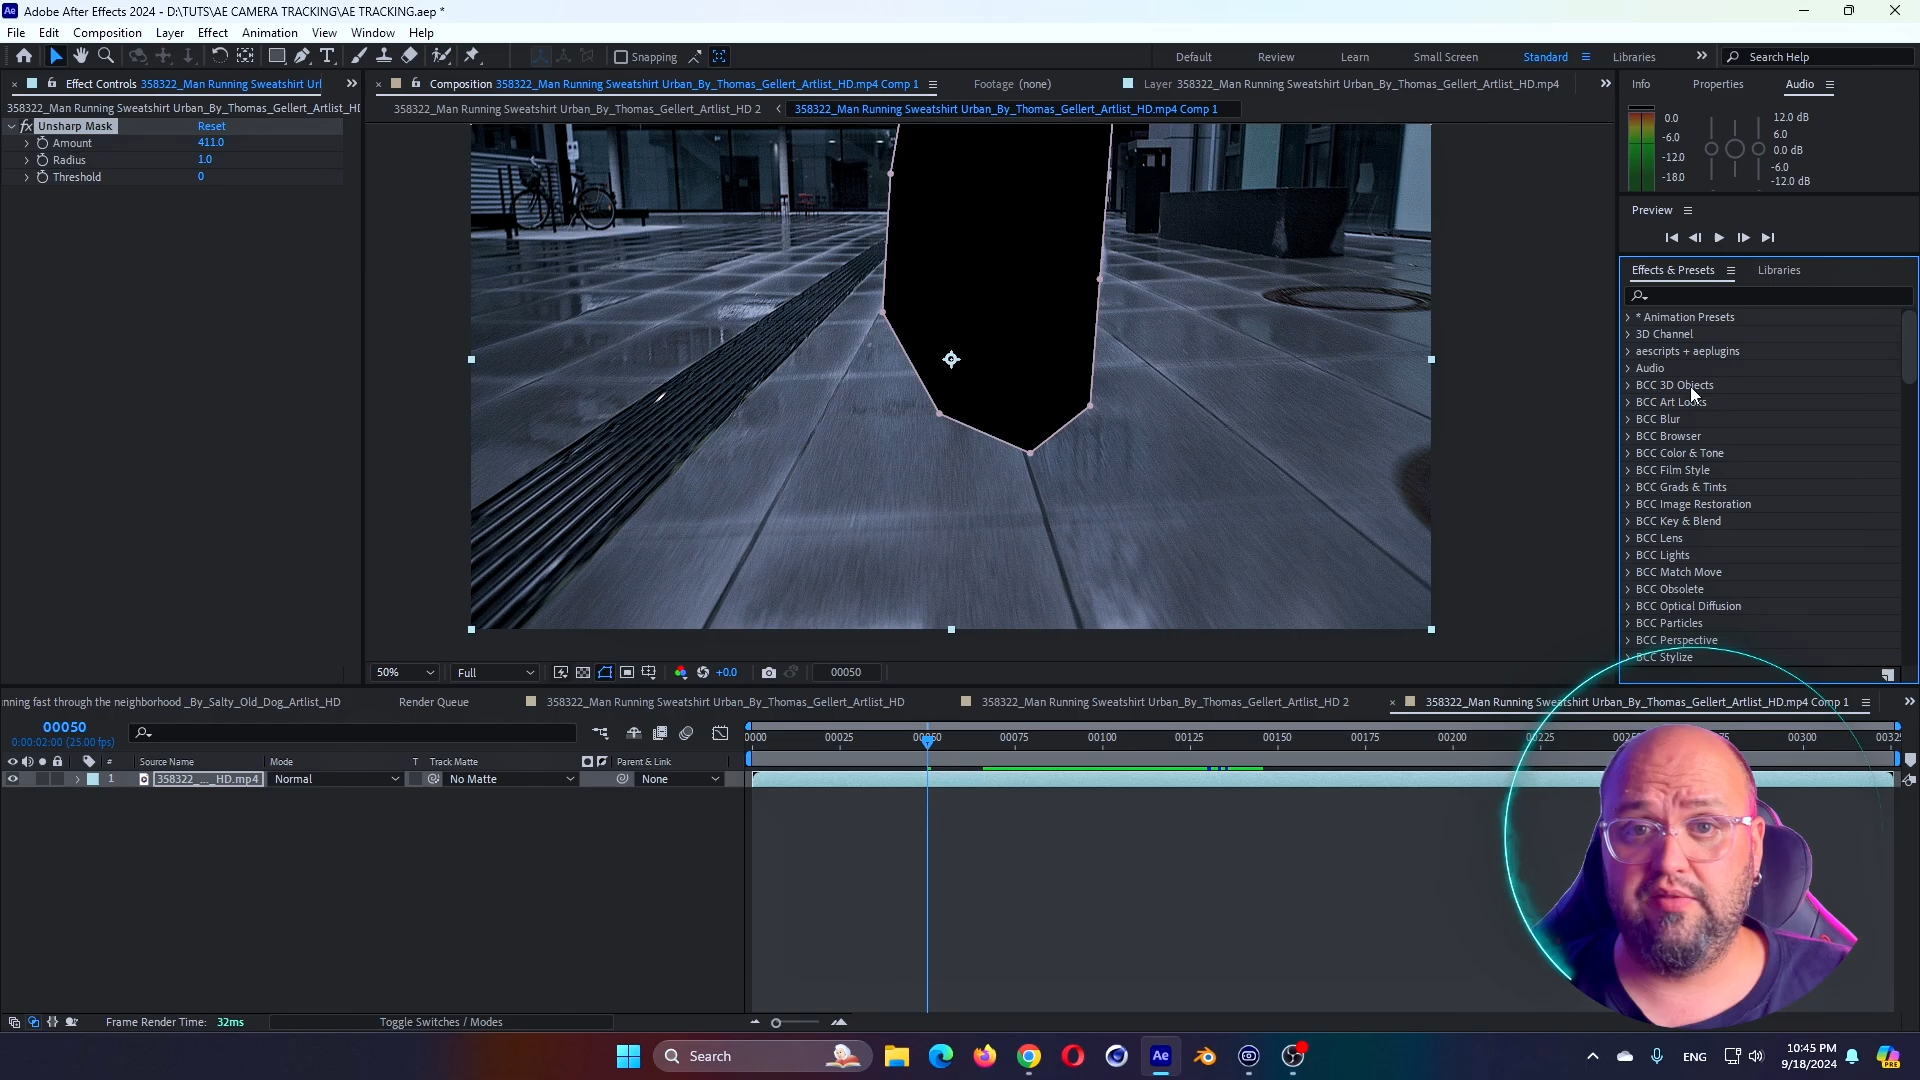 Ae Adobe After Effects 2024 - D:\TUTS\AE CAMERA TRACKING\AE TRACKING.aep *
File Edit Composition Layer Effect Animation View Window Help
Snapping
Default Review Learn Small Screen Standard Libraries Search Help
Effect Controls 358322_Man Running Sweatshirt Url
Composition 358322_Man Running Sweatshirt Urban_By_Thomas_Gellert_Artlist_HD.mp4 Comp 1
Footage (none)
Layer 358322_Man Running Sweatshirt Urban_By_Thomas_Gellert_Artlist_HD.mp4
Info Properties Audio
358322_Man Running Sweatshirt Urban_By_Thomas_Gellert_Artlist_HD
358322_Man Running Sweatshirt Urban_By_Thomas_Gellert_Artlist_HD 2
358322_Man Running Sweatshirt Urban_By_Thomas_Gellert_Artlist_HD.mp4 Comp 1
fx Unsharp Mask Reset
Amount 411.0
Radius 1.0
Threshold 0
0.0
-6.0
-12.0
-18.0
12.0 dB
6.0
0.0 dB
-6.0
-12.0 dB
Preview
Effects & Presets Libraries
* Animation Presets
3D Channel
aescripts + aeplugins
Audio
BCC 3D Objects
BCC Art Looks
BCC Blur
BCC Browser
BCC Color & Tone
BCC Film Style
BCC Grads & Tints
BCC Image Restoration
BCC Key & Blend
BCC Lens
BCC Lights
BCC Match Move
BCC Obsolete
BCC Optical Diffusion
BCC Particles
BCC Perspective
BCC Stylize
50% Full +0.0 00050
nning fast through the neighborhood _By_Salty_Old_Dog_Artlist_HD
Render Queue
358322_Man Running Sweatshirt Urban_By_Thomas_Gellert_Artlist_HD
358322_Man Running Sweatshirt Urban_By_Thomas_Gellert_Artlist_HD 2
358322_Man Running Sweatshirt Urban_By_Thomas_Gellert_Artlist_HD.mp4 Comp 1
00050
0:00:02:00 (25.00 fps)
0000 00025 00050 00075 00100 00125 00150 00175 00200 00225 00300 0032
# Source Name Mode T Track Matte Parent & Link
1 358322_..._HD.mp4 Normal No Matte None
Frame Render Time: 32ms Toggle Switches / Modes
Search
Ae
ENG
10:45 PM
9/18/2024
PRE